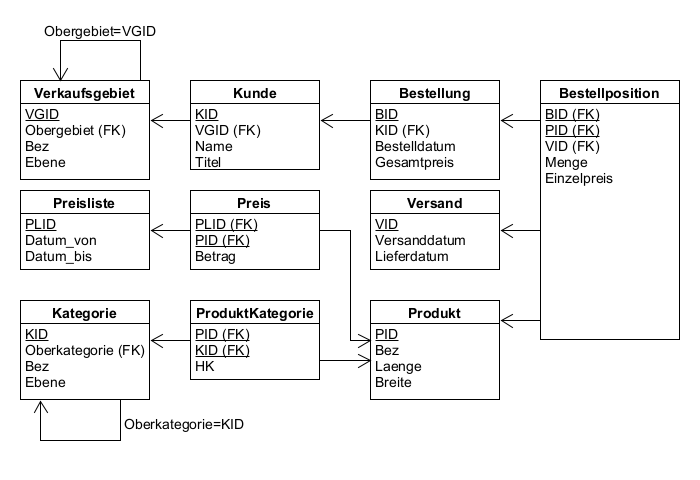 Obergebiet=VGID
Verkaufsgebiet
VGID
Obergebiet (FK)
Bez
Ebene
Kunde
KID
VGID (FK)
Name
Titel
Bestellung
BID
KID (FK)
Bestelldatum
Gesamtpreis
Bestellposition
BID (FK)
PID (FK)
VID (FK)
Menge
Einzelpreis
Preisliste
PLID
Datum_von
Datum_bis
Preis
PLID (FK)
PID (FK)
Betrag
Versand
VID
Versanddatum
Lieferdatum
Kategorie
KID
Oberkategorie (FK)
Bez
Ebene
ProduktKategorie
PID (FK)
KID (FK)
HK
Produkt
PID
Bez
Laenge
Breite
Oberkategorie=KID